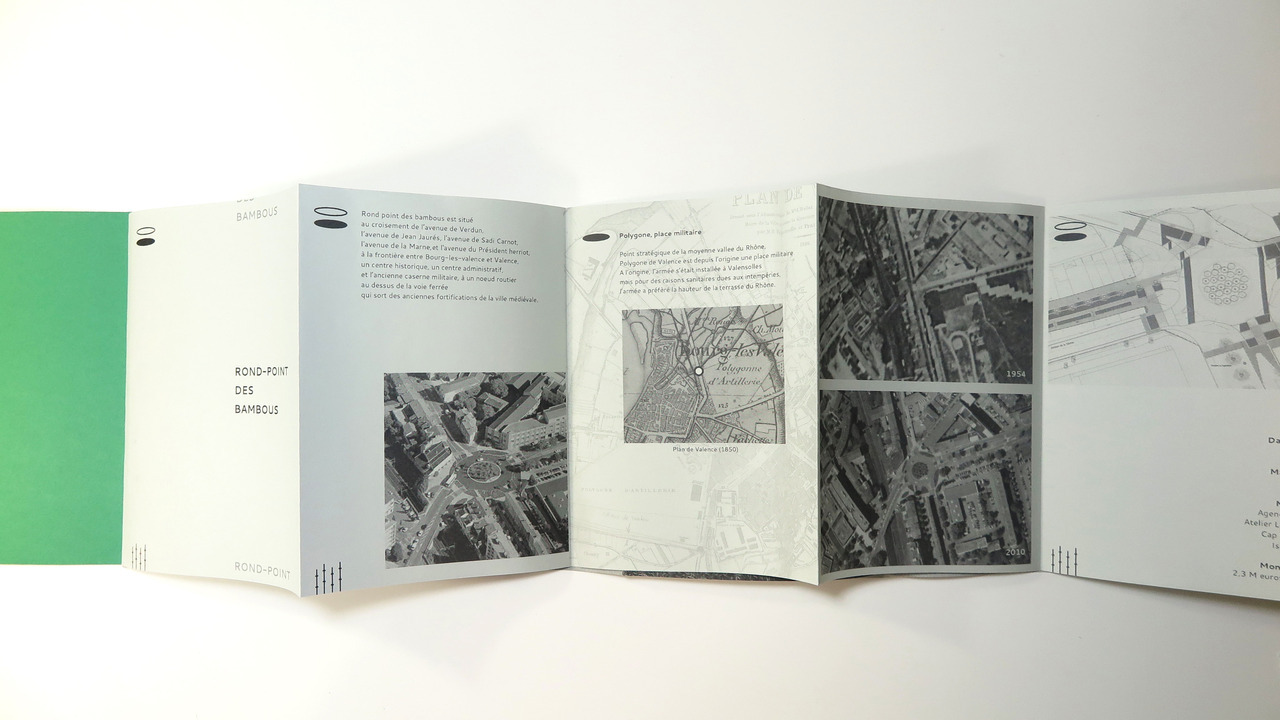 BAMBOUS
ROND-POINT
DES
BAMBOUS
ROND-POINT
Rond point des bambous est situé
au croisement de l'avenue de Verdun,
l'avenue de Jean Jaurés, l'avenue de Sadi Carnot,
l'avenue de la Marne,et l'avenue du Président herriot,
à la frontière entre Bourg-les-valence et Valence,
un centre historique, un centre administratif,
et l'ancienne caserne militaire, à un noeud routier
au dessus de la voie ferrée
qui sort des anciennes fortifications de la ville médiévale.
PLAN DE
Polygone, place militaire
Point stratégique de la moyenne vallee du Rhône,
Polygone de Valence est depuis l'origine une place militaire
A l'origine, l'armée s'était installée à Valensolles
mais pour des raisons sanitaires dues aux intempéries,
l'armée a préféré la hauteur de la terrasse du Rhône.
Bourg-les-Vale
Polygonne
d'Artillerie
Plan de Valence (1850)
1954
2010
Da
Ma
Agen
Atelier L
Cap
Is
Mon
2,3 M euros